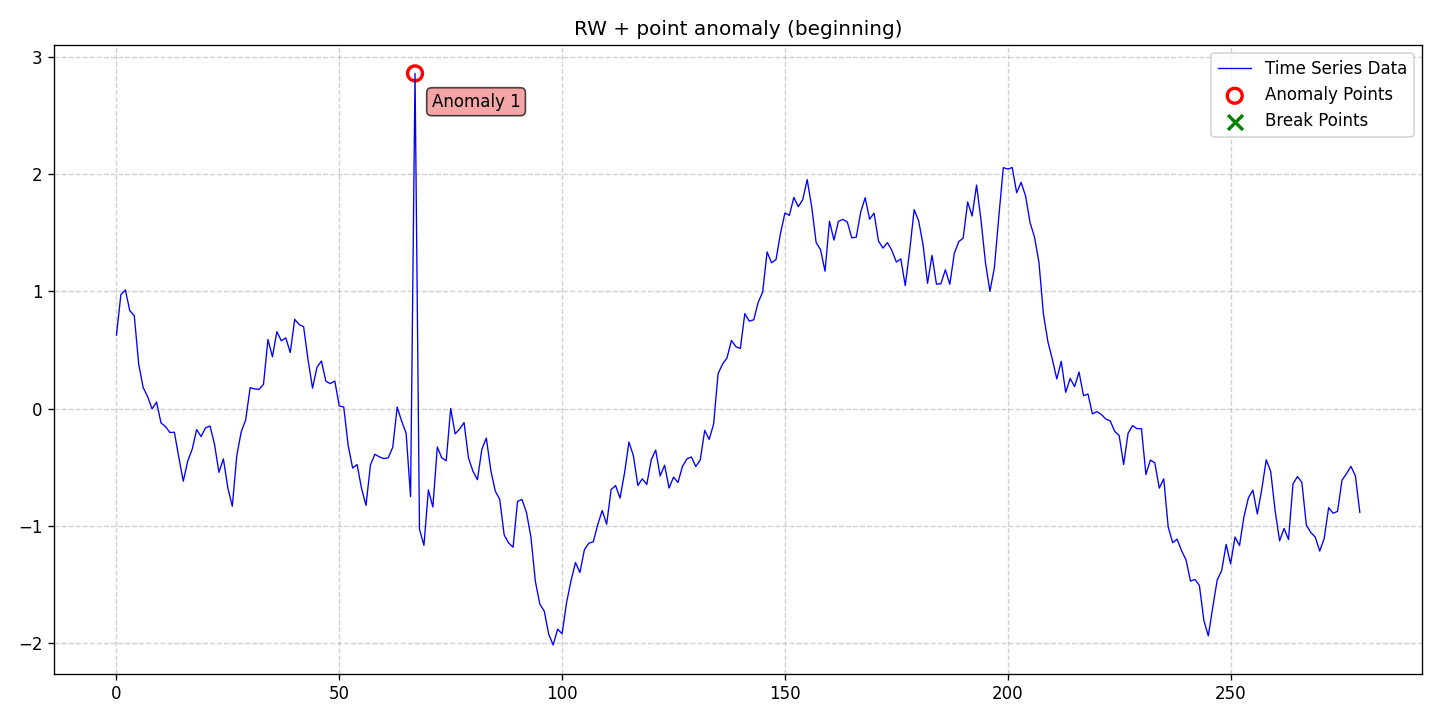 RW + point anomaly (beginning)
3
2
1
0
−1
−2
0
50
100
150
200
250
Anomaly 1
Time Series Data
Anomaly Points
Break Points